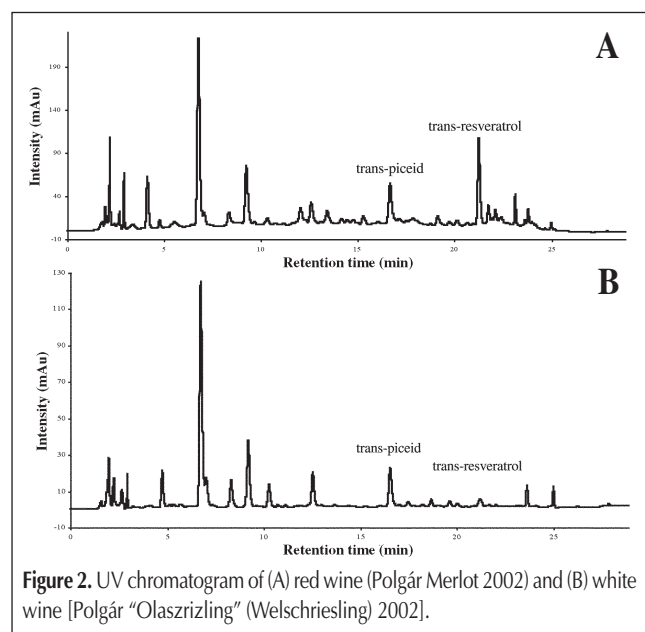 A
Intensity (mAu)
190
140
90
40
-10
trans-resveratrol
trans-piceid
0 5 10 15 20 25
Retention time (min)
B
Intensity (mAu)
130
110
90
70
50
30
10
-10
trans-piceid
trans-resveratrol
0 5 10 15 20 25
Retention time (min)
Figure 2. UV chromatogram of (A) red wine (Polgár Merlot 2002) and (B) white
wine [Polgár “Olaszrizling” (Welschriesling) 2002].